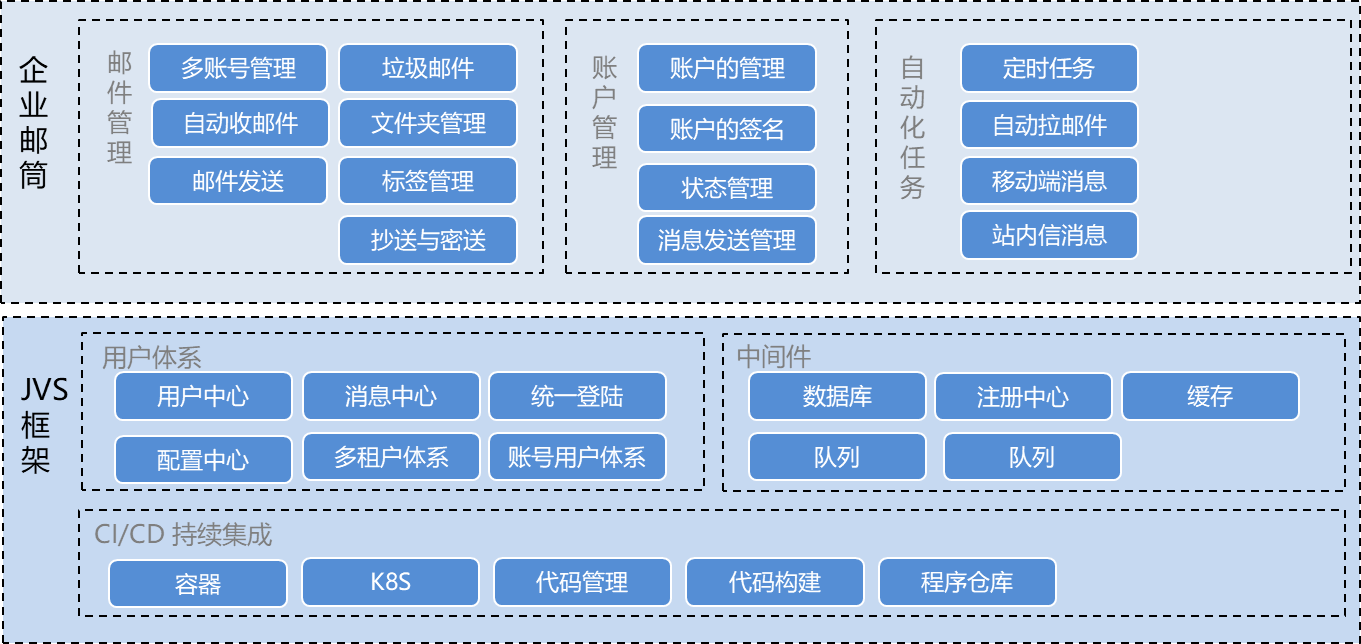 企业邮筒
邮件管理
多账号管理
垃圾邮件
自动收邮件
文件夹管理
邮件发送
标签管理
抄送与密送
账户管理
账户的管理
账户的签名
状态管理
消息发送管理
自动化任务
定时任务
自动拉邮件
移动端消息
站内信消息
JVS
框架
用户体系
用户中心
消息中心
统一登陆
配置中心
多租户体系
账号用户体系
中间件
数据库
注册中心
缓存
队列
队列
CI/CD 持续集成
容器
K8S
代码管理
代码构建
程序仓库